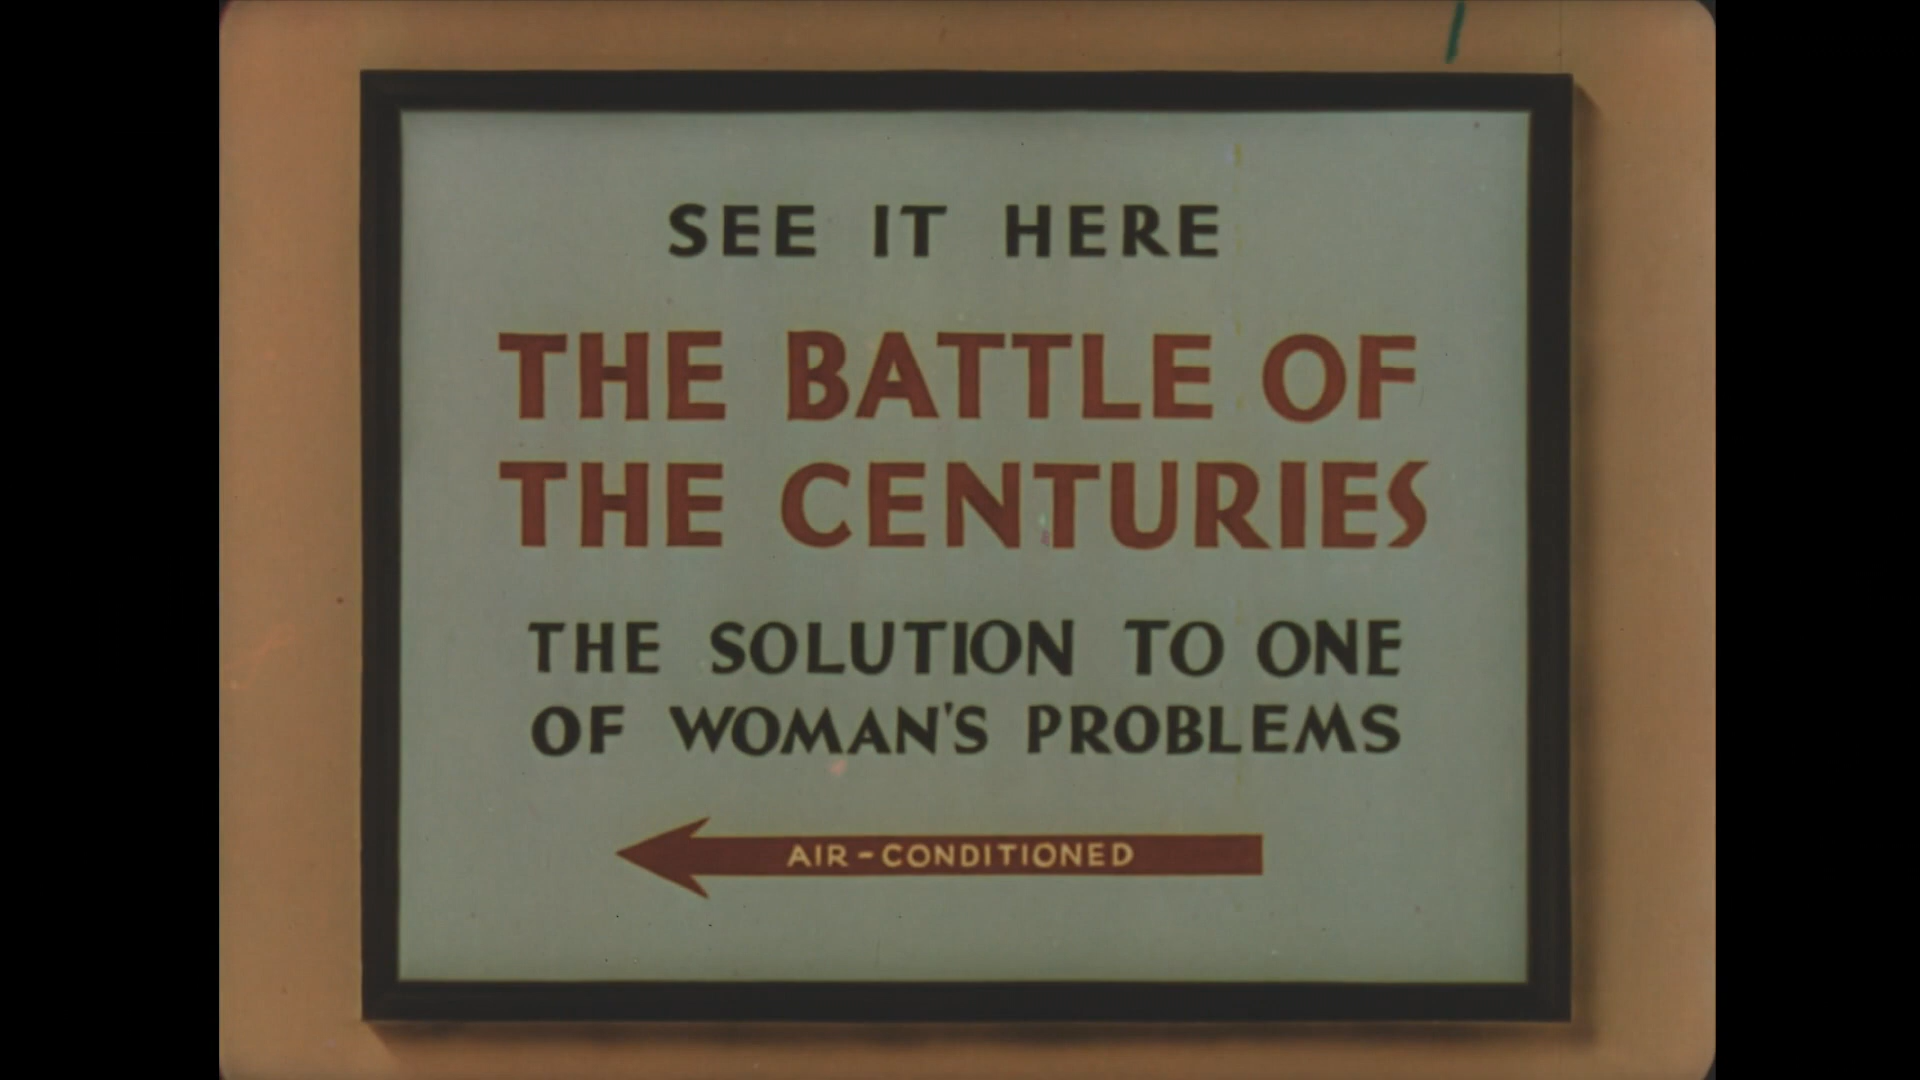 SEE IT HERE
THE BATTLE OF
THE CENTURIES
THE SOLUTION TO ONE
OF WOMAN'S PROBLEMS
AIR-CONDITIONED